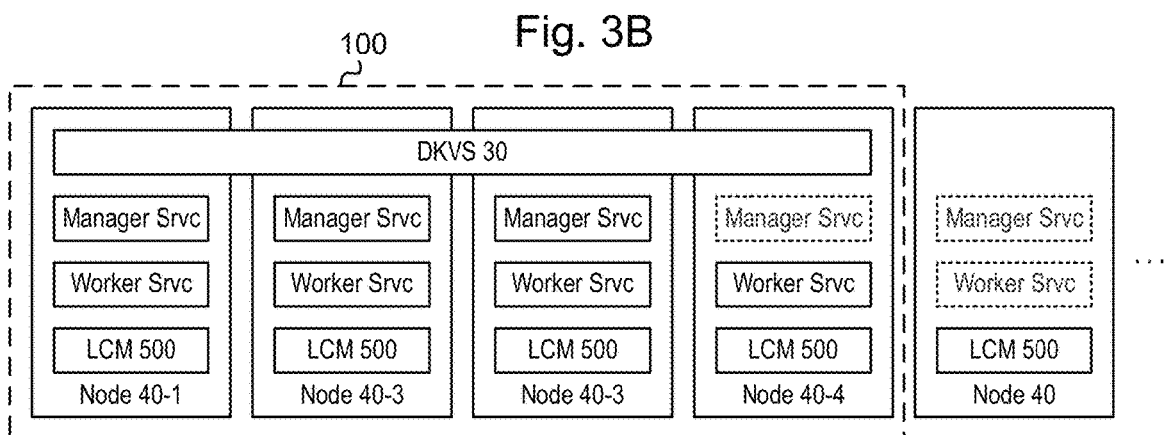 Fig. 3B
100
DKVS 30
Manager Srvc Manager Srvc Manager Srvc Manager Srvc Manager Srvc
Worker Srvc Worker Srvc Worker Srvc Worker Srvc Worker Srvc
...
LCM 500 LCM 500 LCM 500 LCM 500 LCM 500
Node 40-1 Node 40-3 Node 40-3 Node 40-4 Node 40